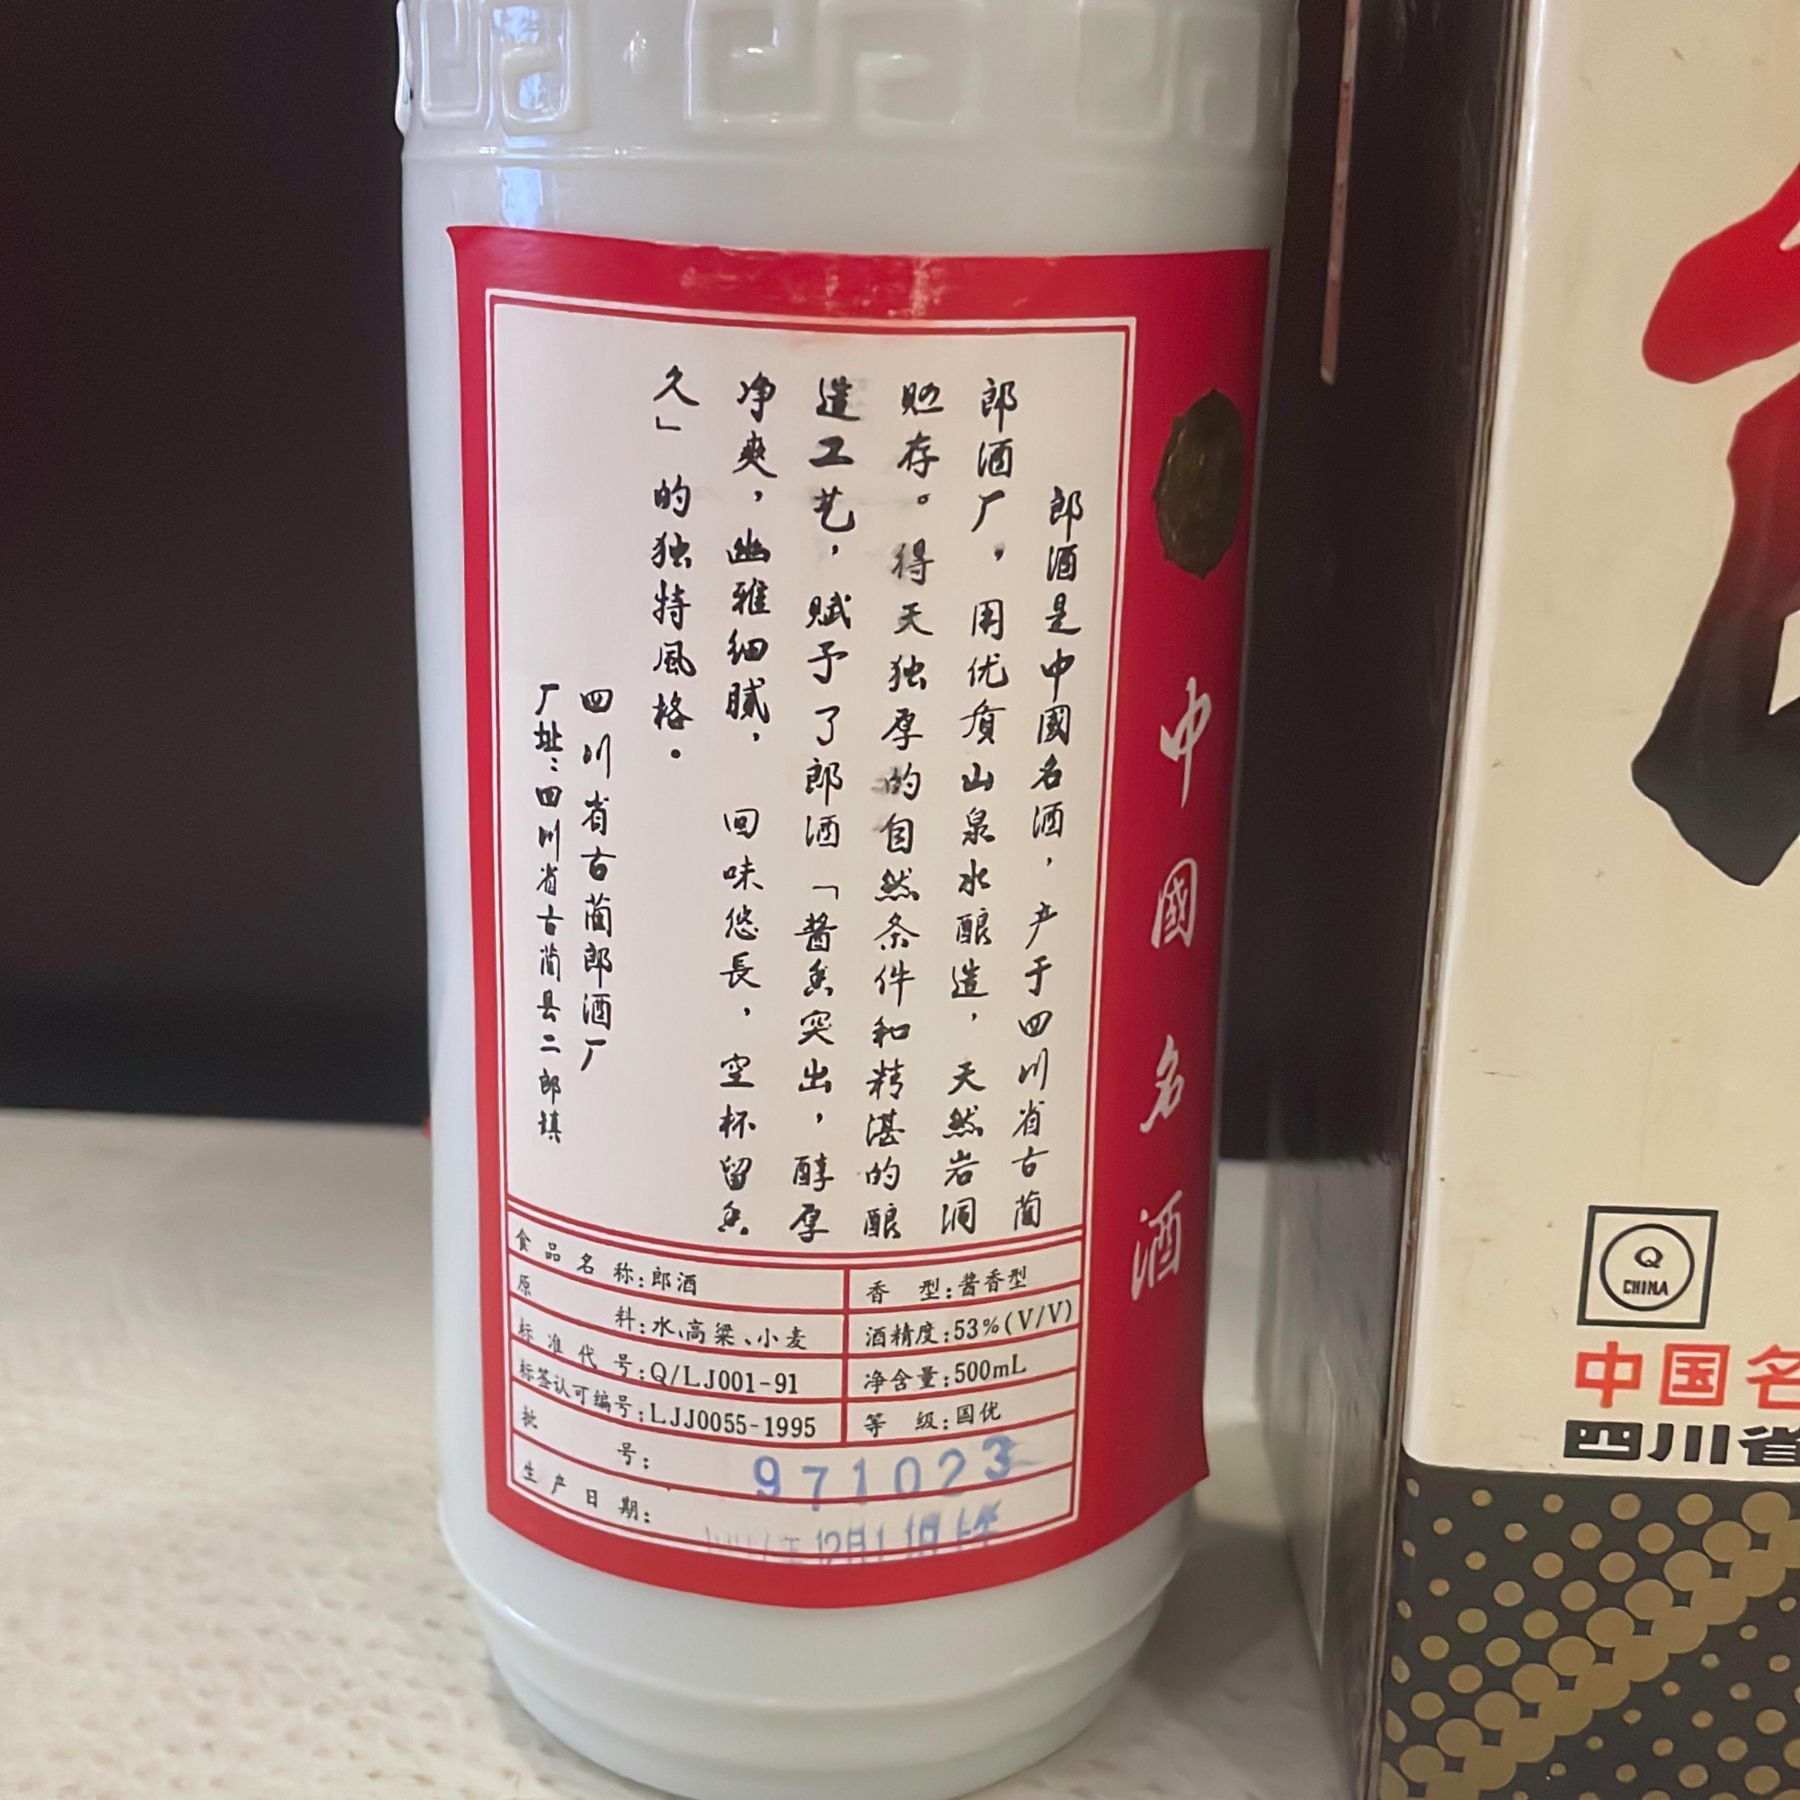 郎酒是中國名酒，产于四川省古蔺
郎酒厂，用优质山泉水酿造，天然岩洞
贮存。得天独厚的自然条件和精湛的酿
造工艺，赋予了郎酒「酱香突出，醇厚
净爽，幽雅细腻，回味悠長，空杯留香
久」的独特風格。
四川省古蔺郎酒厂
厂址：四川省古蔺县二郎镇
中國名酒
食品名称:郎酒
香型:酱香型
原料:水、高粱、小麦
酒精度:53%(V/V)
标准代号:Q/LJ001-91
净含量:500mL
标签认可编号:LJJ0055-1995
等级:国优
批号: 971023
生产日期: 年12月
Q
CHINA
中国名
四川省